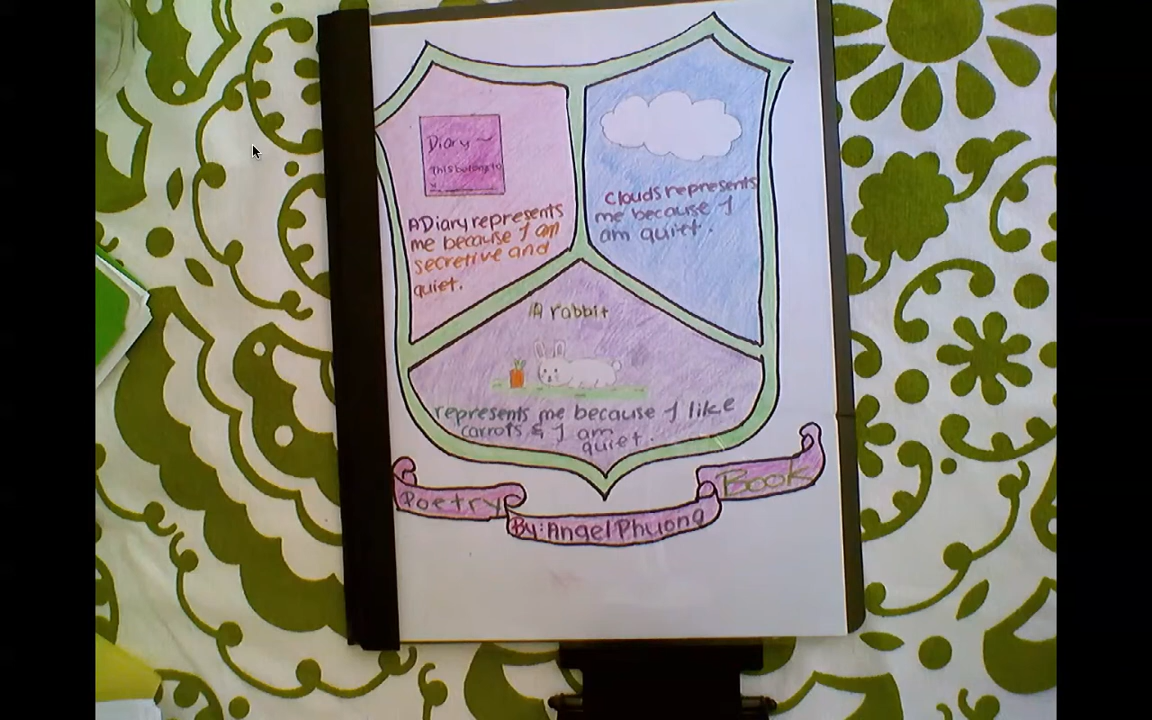 Diary ~
This belong to
A Diary represents
me because I am
secretive and
quiet.
Clouds represents
me because I
am quiet.
A rabbit
represents me because I like
carrots & I am
quiet.
Poetry
By: Angel Phuong
Book